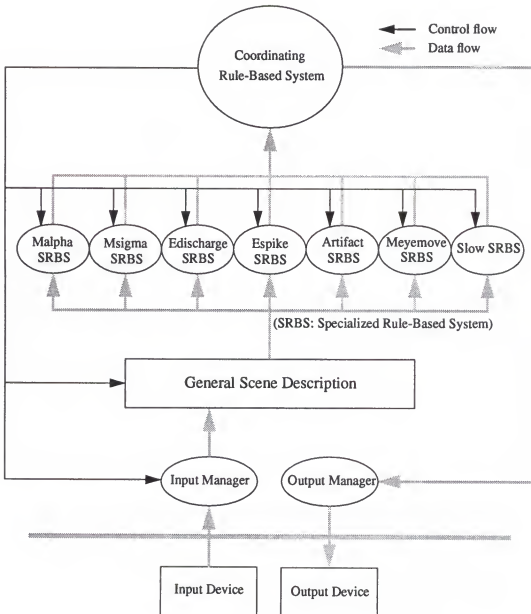 Control flow
Data flow
Coordinating
Rule-Based System
Malpha
SRBS
Msigma
SRBS
Edischarge
SRBS
Espike
SRBS
Artifact
SRBS
Meyemove
SRBS
Slow SRBS
(SRBS: Specialized Rule-Based System)
General Scene Description
Input Manager
Output Manager
Input Device
Output Device